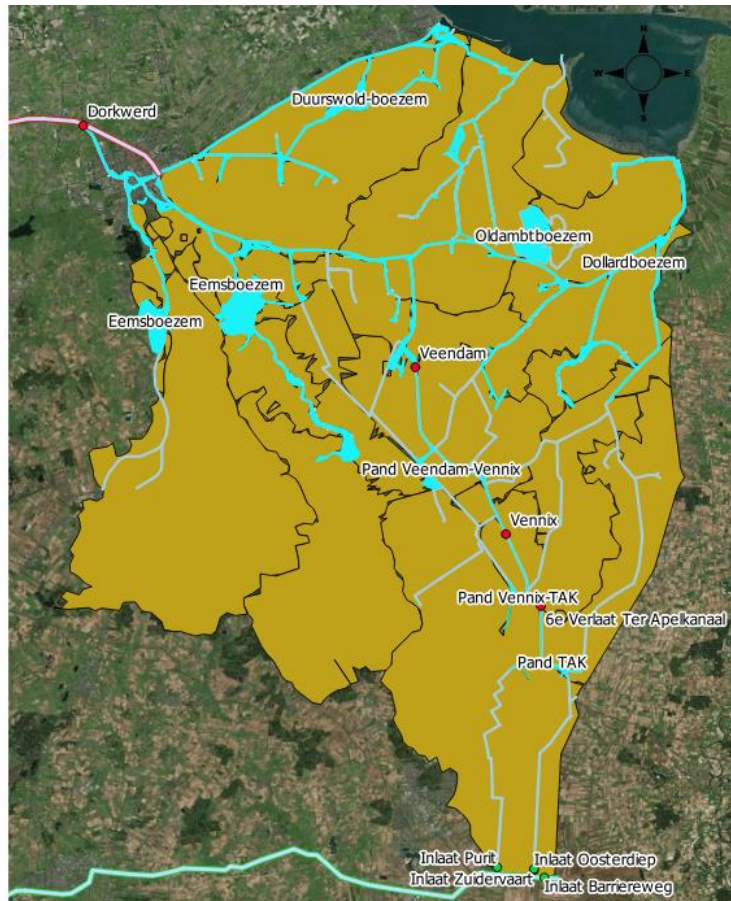 N
W E
S
Dorkwerd
Duurswold-boezem
Oldambtboezem
Dollardboezem
Eemsboezem
Eemsboezem
Veendam
Pand Veendam-Vennix
Vennix
Pand Vennix-TAK
6e Verlaat Ter Apelkanaal
Pand TAK
Inlaat Purit
Inlaat Oosterdiep
Inlaat Zuidervaart
Inlaat Barriereweg